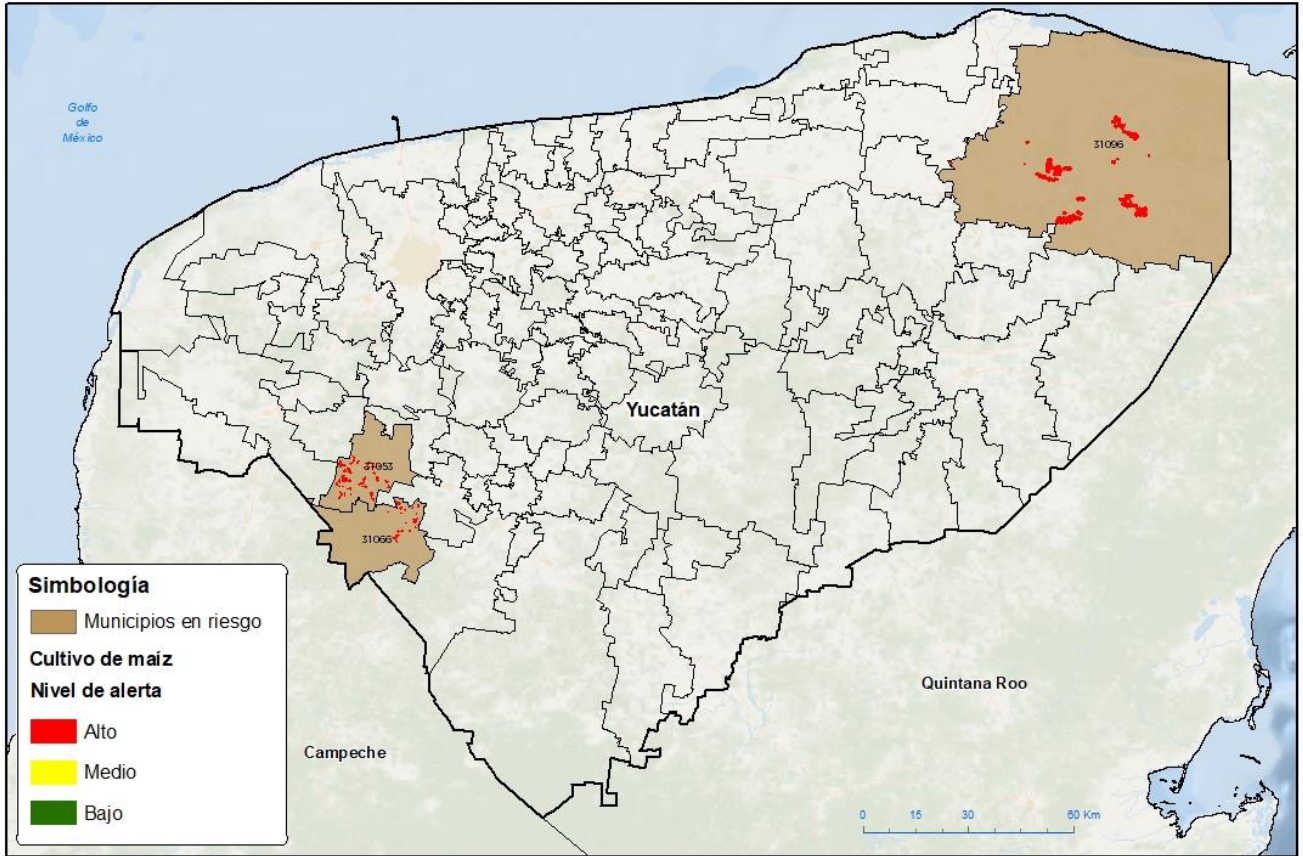 Golfo
de
México
31096
Yucatán
31053
31066
Simbología
Municipios en riesgo
Cultivo de maíz
Nivel de alerta
Alto
Medio
Bajo
Campeche
Quintana Roo
0 15 30 60 Km